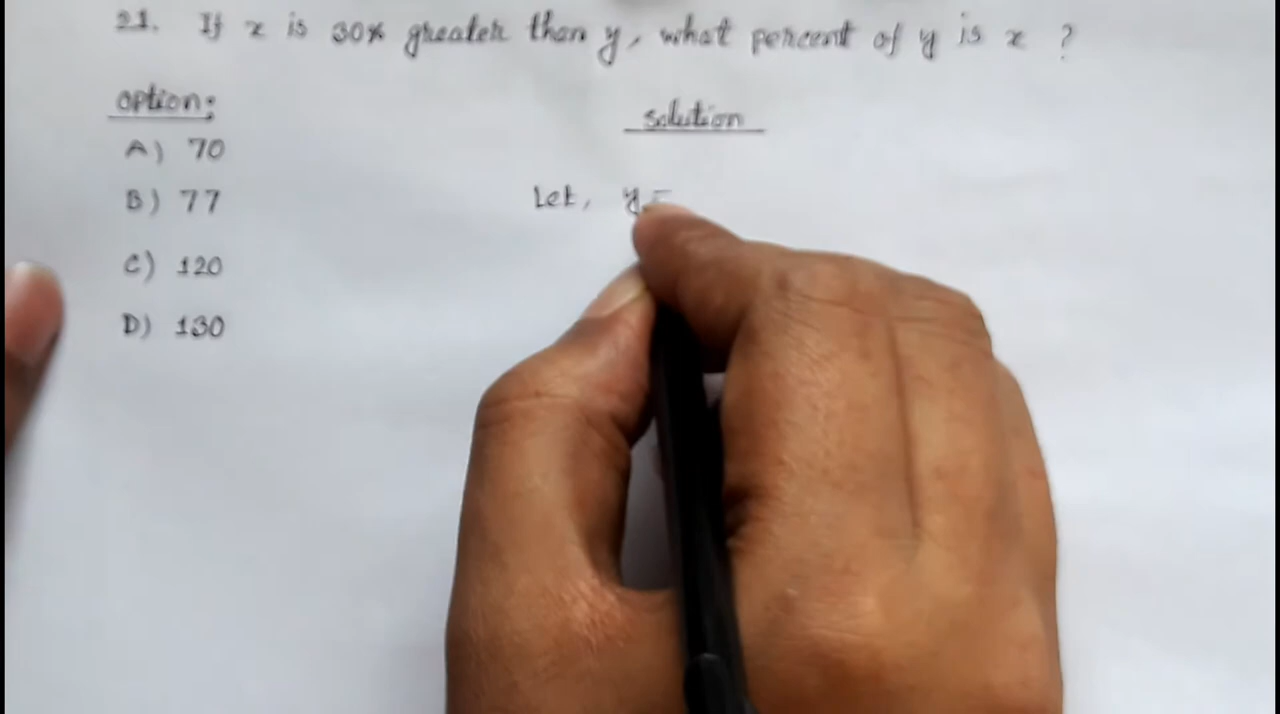 21. If x is 30% greater than y, what percent of y is x ?
option:
A) 70
B) 77
C) 120
D) 130
solution
Let, y=